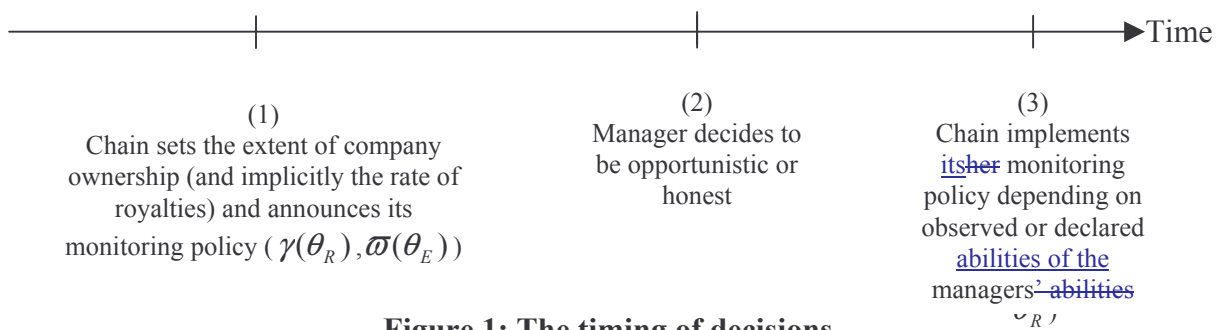 Time
(1)
Chain sets the extent of company
ownership (and implicitly the rate of
royalties) and announces its
monitoring policy ( γ(θ_R) ,ϖ(θ_E) )
(2)
Manager decides to
be opportunistic or
honest
(3)
Chain implements
itsher monitoring
policy depending on
observed or declared
abilities of the
managers’ abilities
Figure 1: The timing of decisions